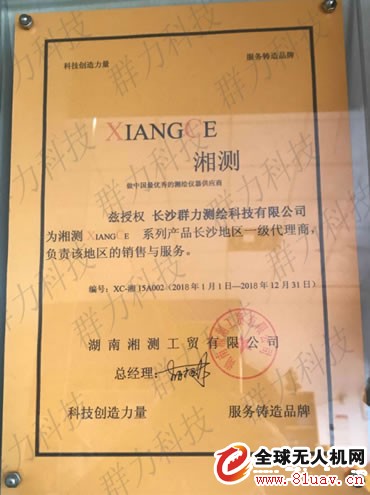 科技创造力量 服务铸造品牌
XIANGCE
湘测
做中国最优秀的测绘仪器供应商
兹授权 长沙群力测绘科技有限公司
为湘测 XIANGCE 系列产品长沙地区一级代理商，
负责该地区的销售与服务。
编号：XC-湘15A002（2018年1月1日—2018年12月31日）
湖南湘测工贸有限公司
总经理：
科技创造力量 服务铸造品牌
群力科技
全球无人机网
www.81uav.cn